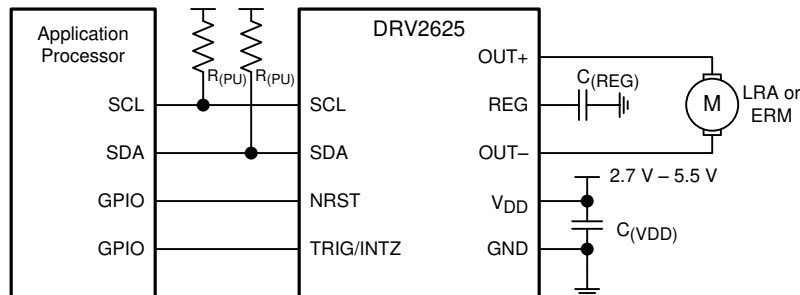 Application
Processor
SCL
SDA
GPIO
GPIO
R(PU)
R(PU)
DRV2625
SCL
SDA
NRST
TRIG/INTZ
OUT+
REG
OUT–
VDD
GND
C(REG)
M
LRA or
ERM
2.7 V – 5.5 V
C(VDD)